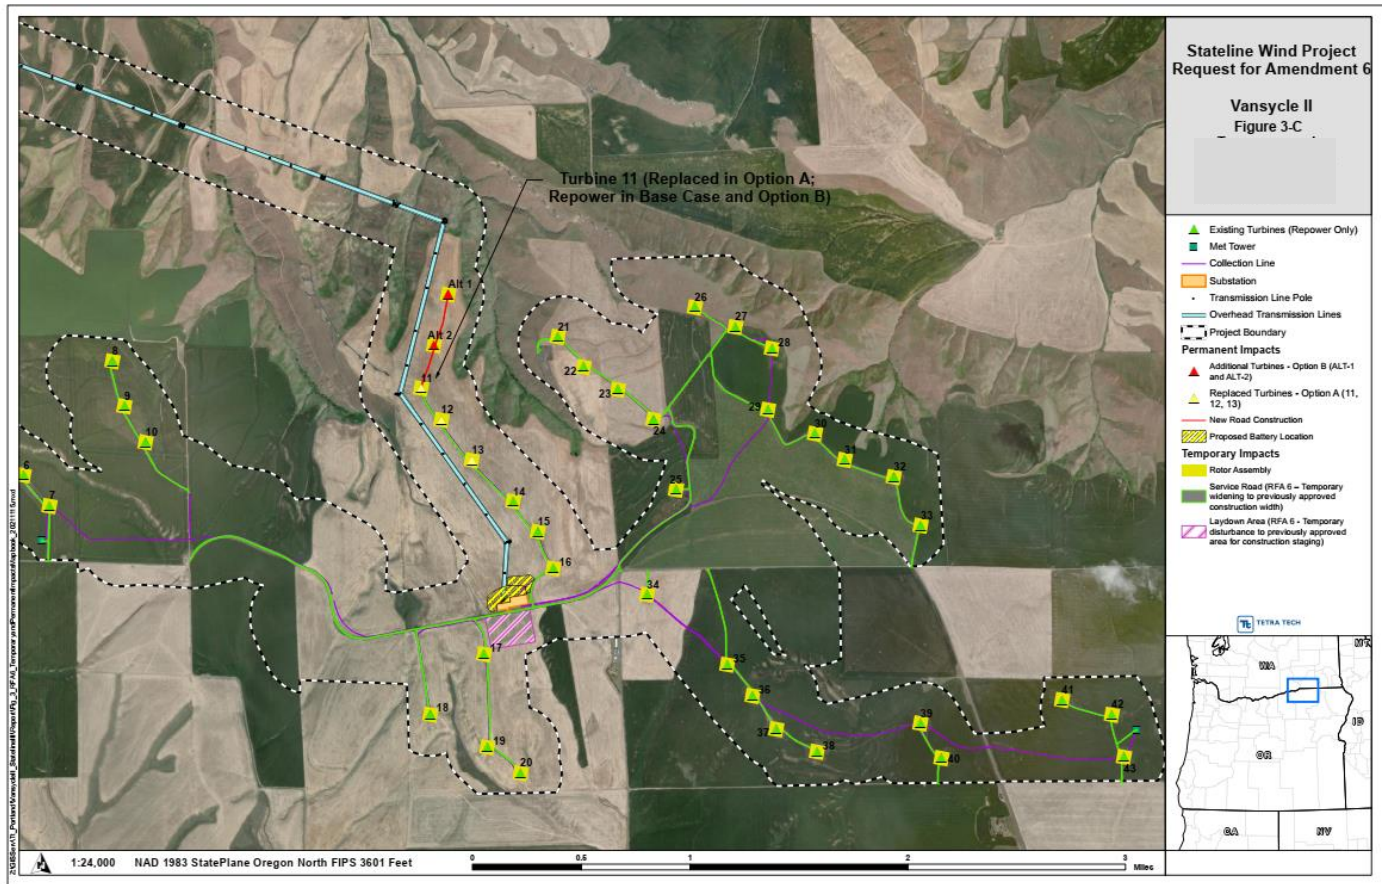 Stateline Wind Project
Request for Amendment 6
Vansycle II
Figure 3-C
Turbine 11 (Replaced in Option A;
Repower in Base Case and Option B)
Alt 1
Alt 2
6
7
8
9
10
11
12
13
14
15
16
17
18
19
20
21
22
23
24
25
26
27
28
29
30
31
32
33
34
35
36
37
38
39
40
41
42
43
Existing Turbines (Repower Only)
Met Tower
Collection Line
Substation
Transmission Line Pole
Overhead Transmission Lines
Project Boundary
Permanent Impacts
Additional Turbines - Option B (ALT-1
and ALT-2)
Replaced Turbines - Option A (11,
12, 13)
New Road Construction
Proposed Battery Location
Temporary Impacts
Rotor Assembly
Service Road (RFA 6 – Temporary
widening to previously approved
construction width)
Laydown Area (RFA 6 - Temporary
disturbance to previously approved
area for construction staging)
TETRA TECH
WA
MT
OR
ID
CA
NV
1:24,000 NAD 1983 StatePlane Oregon North FIPS 3601 Feet
0 0.5 1 2 3
Miles